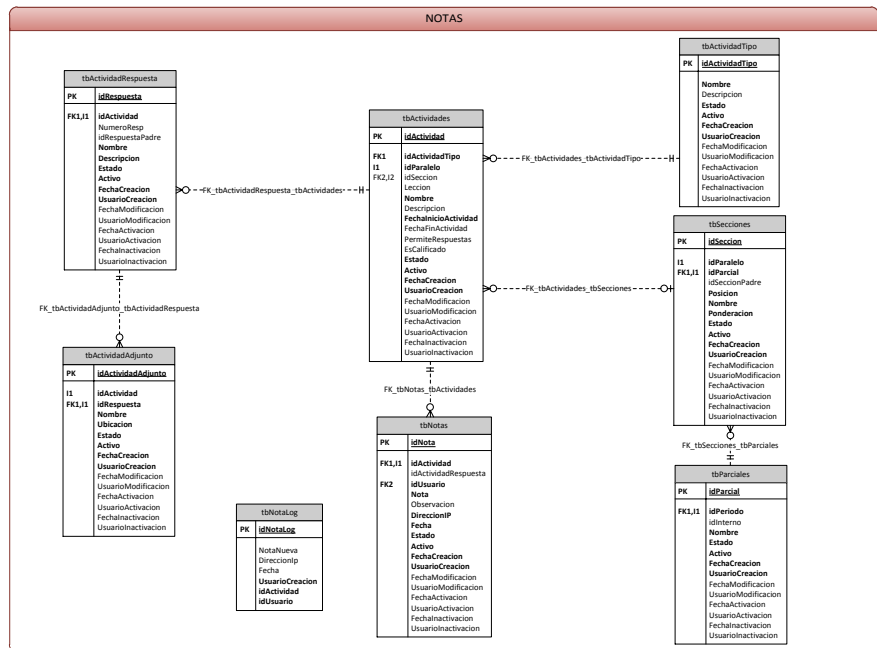 NOTAS
tbActividadRespuesta
PK idRespuesta
FK1,I1 idActividad
NumeroResp
idRespuestaPadre
Nombre
Descripcion
Estado
Activo
FechaCreacion
UsuarioCreacion
FechaModificacion
UsuarioModificacion
FechaActivacion
UsuarioActivacion
FechaInactivacion
UsuarioInactivacion
FK_tbActividadRespuesta_tbActividades
FK_tbActividadAdjunto_tbActividadRespuesta
tbActividadAdjunto
PK idActividadAdjunto
I1 idActividad
FK1,I1 idRespuesta
Nombre
Ubicacion
Estado
Activo
FechaCreacion
UsuarioCreacion
FechaModificacion
UsuarioModificacion
FechaActivacion
UsuarioActivacion
FechaInactivacion
UsuarioInactivacion
tbActividades
PK idActividad
FK1 idActividadTipo
I1 idParalelo
FK2,I2 idSeccion
Leccion
Nombre
Descripcion
FechaInicioActividad
FechaFinActividad
PermiteRespuestas
EsCalificado
Estado
Activo
FechaCreacion
UsuarioCreacion
FechaModificacion
UsuarioModificacion
FechaActivacion
UsuarioActivacion
FechaInactivacion
UsuarioInactivacion
FK_tbActividades_tbActividadTipo
FK_tbActividades_tbSecciones
FK_tbNotas_tbActividades
tbNotas
PK idNota
FK1,I1 idActividad
idActividadRespuesta
FK2 idUsuario
Nota
Observacion
DireccionIP
Fecha
Estado
Activo
FechaCreacion
UsuarioCreacion
FechaModificacion
UsuarioModificacion
FechaActivacion
UsuarioActivacion
FechaInactivacion
UsuarioInactivacion
tbNotaLog
PK idNotaLog
NotaNueva
DireccionIp
Fecha
UsuarioCreacion
idActividad
idUsuario
tbActividadTipo
PK idActividadTipo
Nombre
Descripcion
Estado
Activo
FechaCreacion
UsuarioCreacion
FechaModificacion
UsuarioModificacion
FechaActivacion
UsuarioActivacion
FechaInactivacion
UsuarioInactivacion
tbSecciones
PK idSeccion
I1 idParalelo
FK1,I1 idParcial
idSeccionPadre
Posicion
Nombre
Ponderacion
Estado
Activo
FechaCreacion
UsuarioCreacion
FechaModificacion
UsuarioModificacion
FechaActivacion
UsuarioActivacion
FechaInactivacion
UsuarioInactivacion
FK_tbSecciones_tbParciales
tbParciales
PK idParcial
FK1,I1 idPeriodo
idInterno
Nombre
Estado
Activo
FechaCreacion
UsuarioCreacion
FechaModificacion
UsuarioModificacion
FechaActivacion
UsuarioActivacion
FechaInactivacion
UsuarioInactivacion